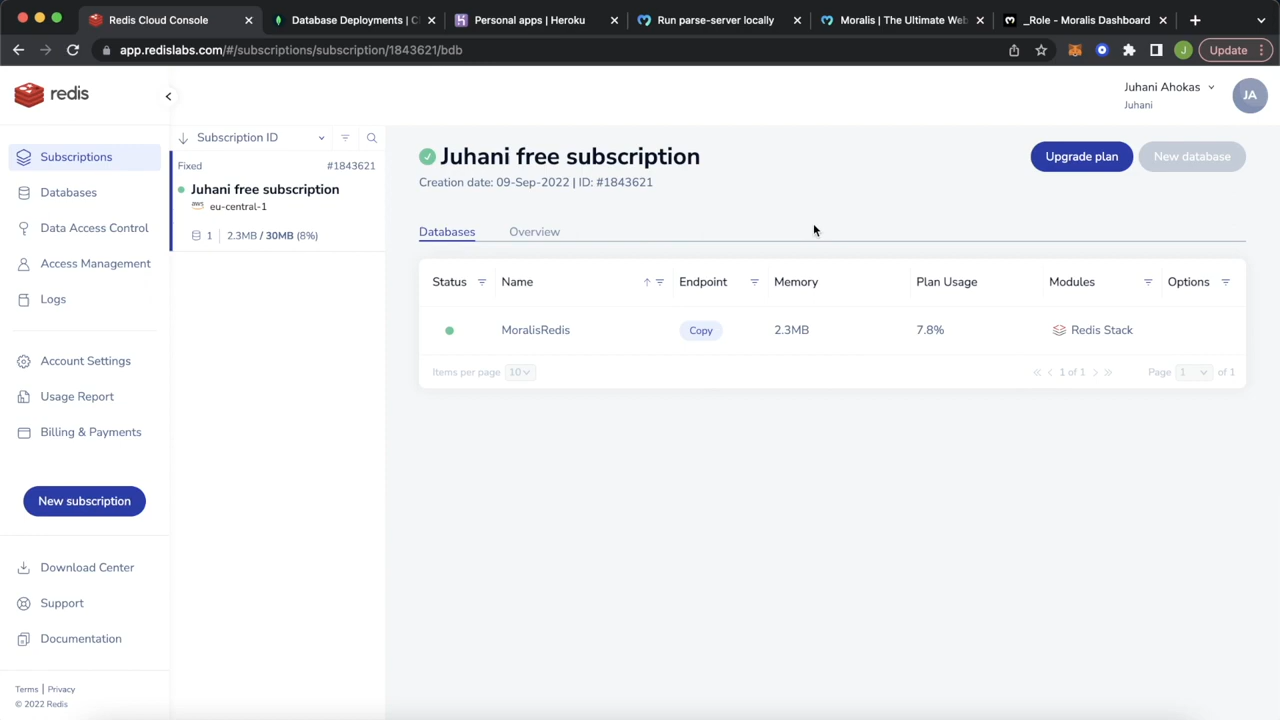 Redis Cloud Console
Database Deployments | C
Personal apps | Heroku
Run parse-server locally
Moralis | The Ultimate Web
_Role - Moralis Dashboard
app.redislabs.com/#/subscriptions/subscription/1843621/bdb
J
Update
redis
Juhani Ahokas
Juhani
JA
Subscriptions
Databases
Data Access Control
Access Management
Logs
Account Settings
Usage Report
Billing & Payments
New subscription
Download Center
Support
Documentation
Terms | Privacy
© 2022 Redis
Subscription ID
Fixed #1843621
Juhani free subscription
aws eu-central-1
1 | 2.3MB / 30MB (8%)
Juhani free subscription
Creation date: 09-Sep-2022 | ID: #1843621
Upgrade plan
New database
Databases Overview
Status Name Endpoint Memory Plan Usage Modules Options
MoralisRedis Copy 2.3MB 7.8% Redis Stack
Items per page 10 1 of 1 Page 1 of 1